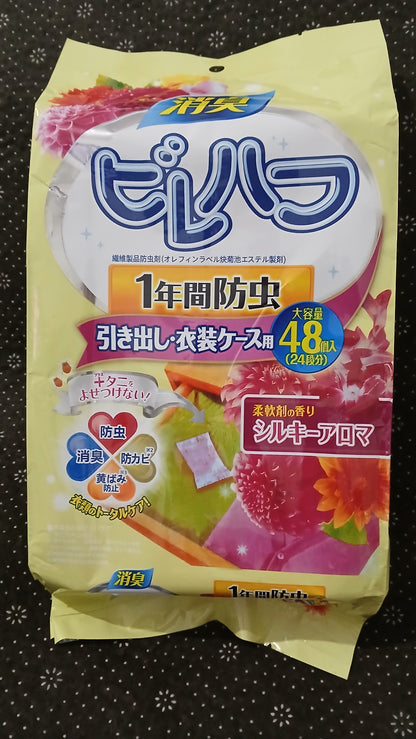 消臭
ピレハフ
繊維製品防虫剤(オレフィンラベル块菊池エステル製剤)
1年間防虫
引き出し・衣装ケース用
大容量
48個入
(24段分)
+タニを
よせつけない!
防虫
消臭
防カビ※2
黄ばみ
防止
衣類のトータルケア!
柔軟剤の香り
シルキーアロマ
消臭
1年間防虫